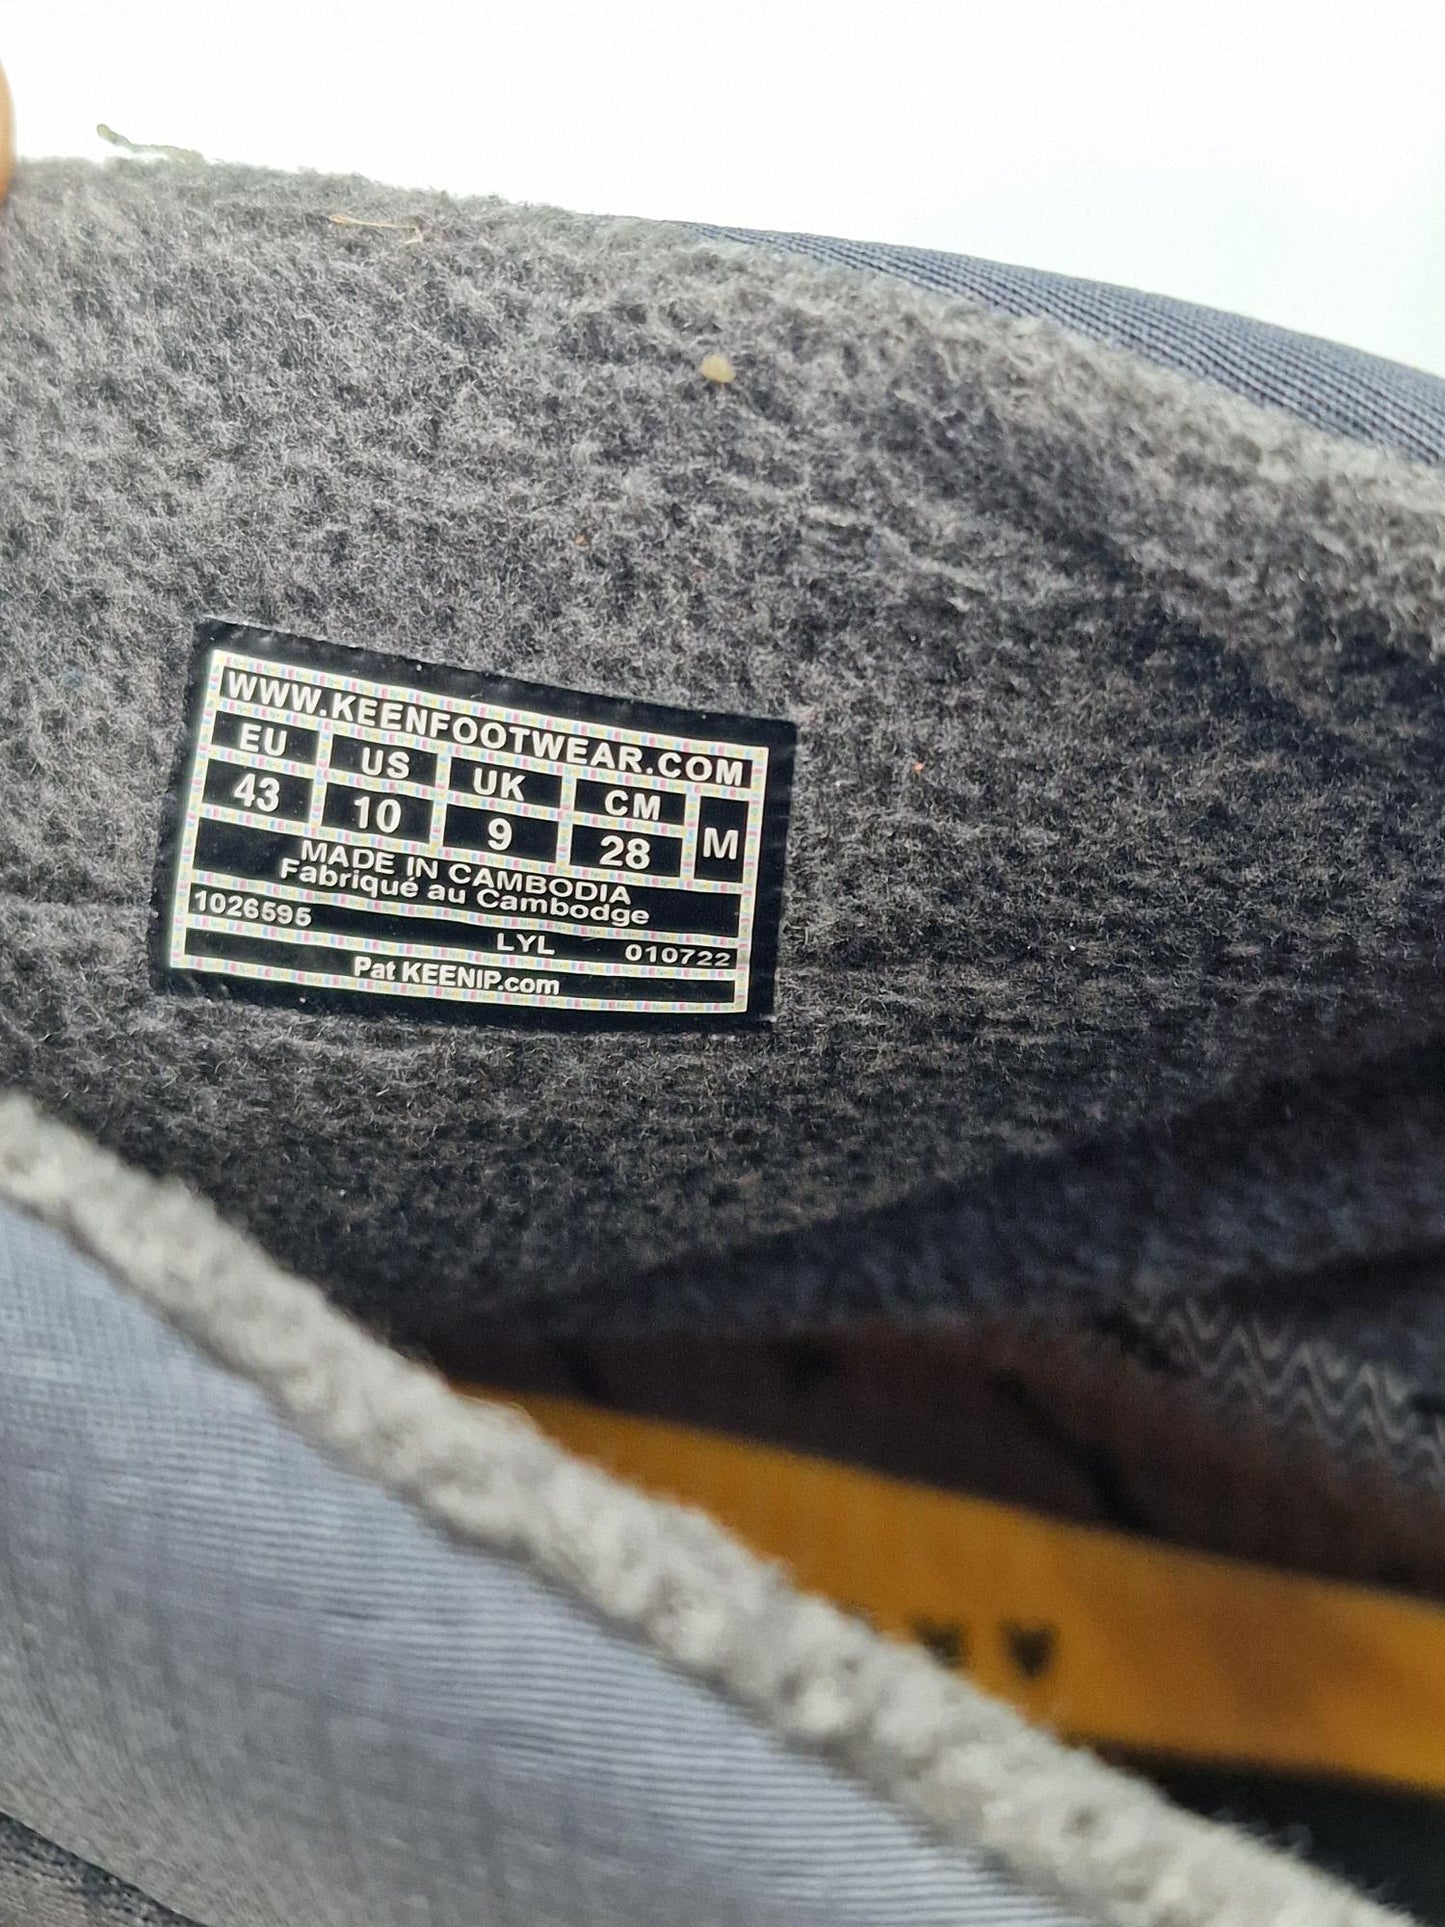 WWW.KEENFOOTWEAR.COM
EU US UK CM M
43 10 9 28
MADE IN CAMBODIA
Fabriqué au Cambodge
1026595 LYL 010722
Pat KEENIP.com